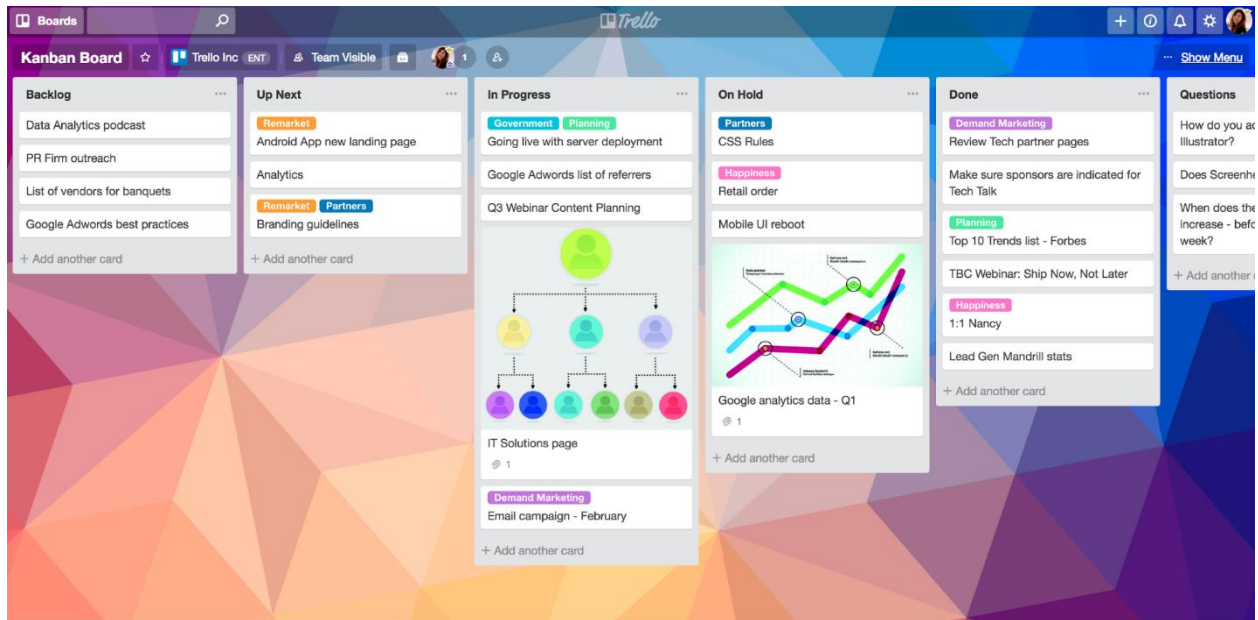 Boards
Trello
Kanban Board
Trello Inc ENT
Team Visible
1
Show Menu
Backlog
Data Analytics podcast
PR Firm outreach
List of vendors for banquets
Google Adwords best practices
+ Add another card
Up Next
Remarket
Android App new landing page
Analytics
Remarket Partners
Branding guidelines
+ Add another card
In Progress
Government Planning
Going live with server deployment
Google Adwords list of referrers
Q3 Webinar Content Planning
IT Solutions page
1
Demand Marketing
Email campaign - February
+ Add another card
On Hold
Partners
CSS Rules
Happiness
Retail order
Mobile UI reboot
Google analytics data - Q1
1
+ Add another card
Done
Demand Marketing
Review Tech partner pages
Make sure sponsors are indicated for
Tech Talk
Planning
Top 10 Trends list - Forbes
TBC Webinar: Ship Now, Not Later
Happiness
1:1 Nancy
Lead Gen Mandrill stats
+ Add another card
Questions
How do you
Illustrator?
Does
When does the
increase -
week?
+ Add another